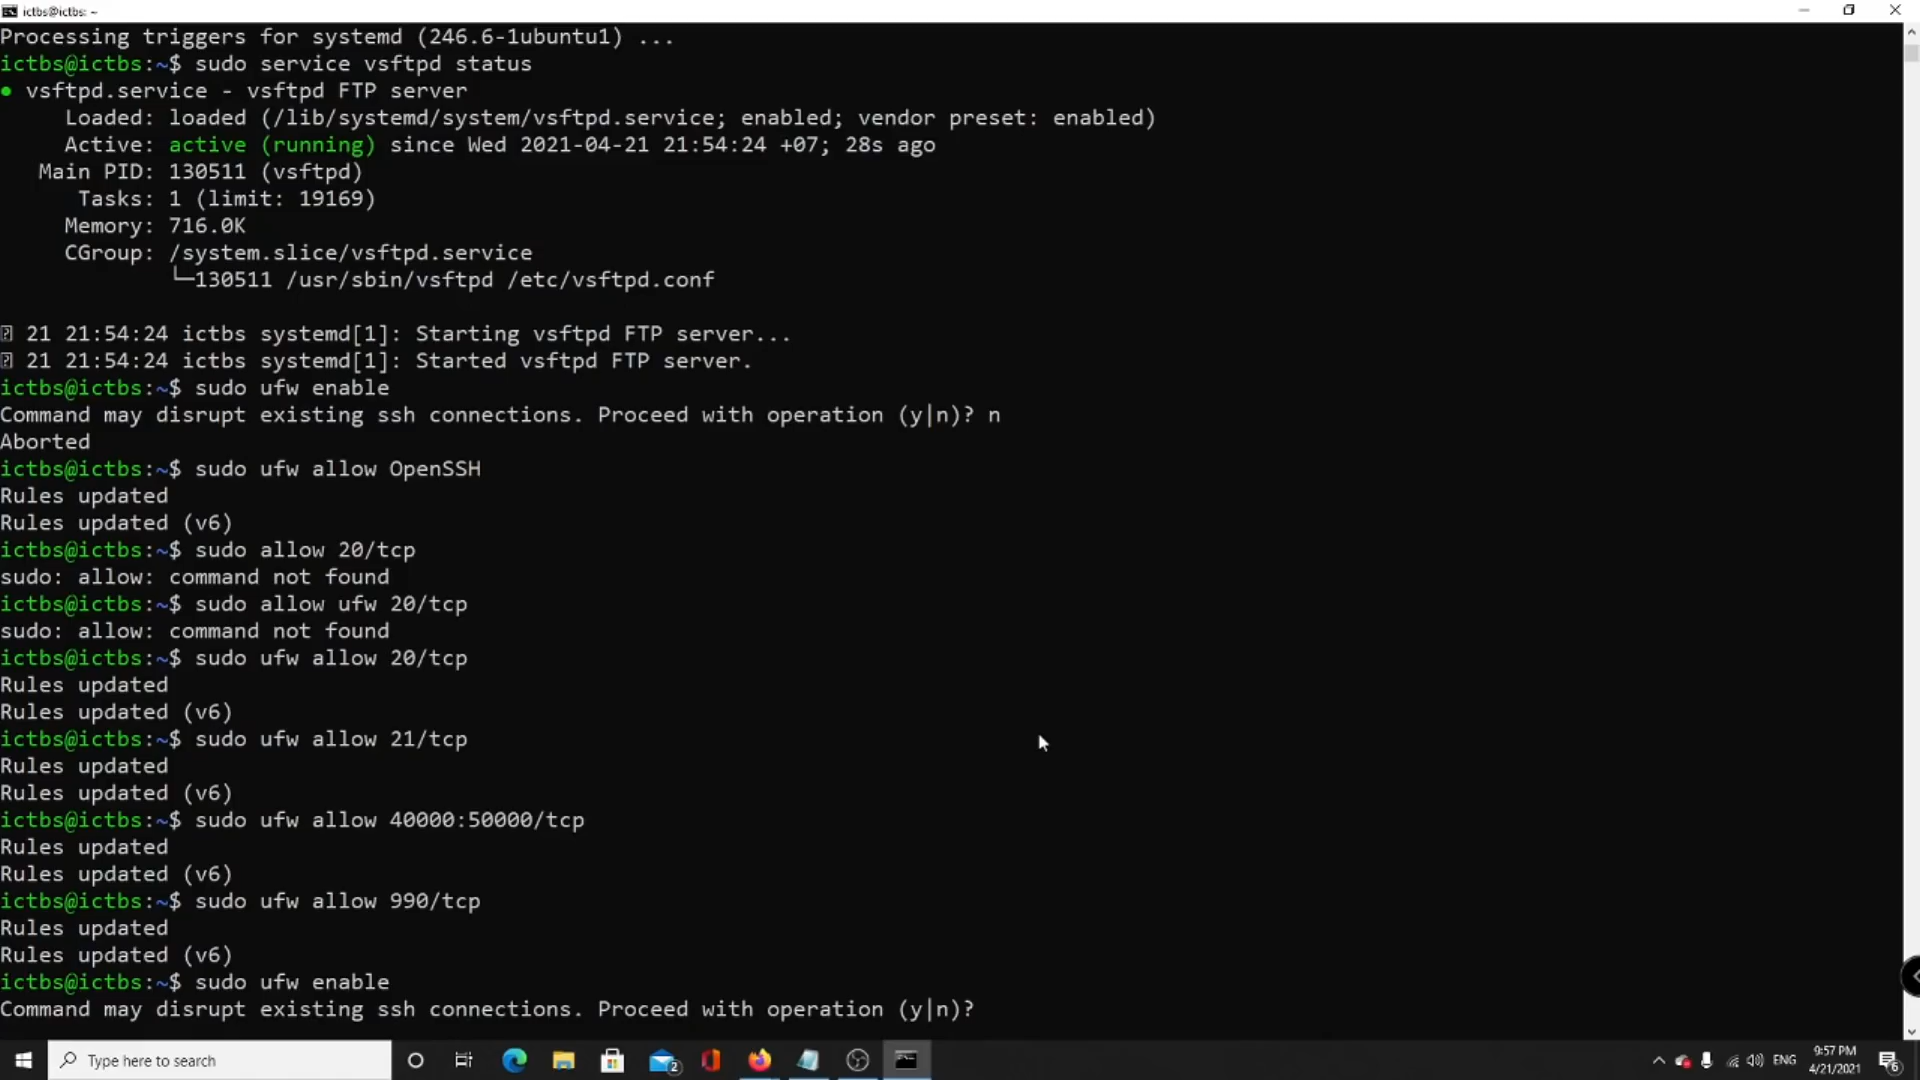 ictbs@ictbs: ~
Processing triggers for systemd (246.6-1ubuntu1) ...
ictbs@ictbs:~$ sudo service vsftpd status
● vsftpd.service - vsftpd FTP server
Loaded: loaded (/lib/systemd/system/vsftpd.service; enabled; vendor preset: enabled)
Active: active (running) since Wed 2021-04-21 21:54:24 +07; 28s ago
Main PID: 130511 (vsftpd)
Tasks: 1 (limit: 19169)
Memory: 716.0K
CGroup: /system.slice/vsftpd.service
└─130511 /usr/sbin/vsftpd /etc/vsftpd.conf
21 21:54:24 ictbs systemd[1]: Starting vsftpd FTP server...
21 21:54:24 ictbs systemd[1]: Started vsftpd FTP server.
ictbs@ictbs:~$ sudo ufw enable
Command may disrupt existing ssh connections. Proceed with operation (y|n)? n
Aborted
ictbs@ictbs:~$ sudo ufw allow OpenSSH
Rules updated
Rules updated (v6)
ictbs@ictbs:~$ sudo allow 20/tcp
sudo: allow: command not found
ictbs@ictbs:~$ sudo allow ufw 20/tcp
sudo: allow: command not found
ictbs@ictbs:~$ sudo ufw allow 20/tcp
Rules updated
Rules updated (v6)
ictbs@ictbs:~$ sudo ufw allow 21/tcp
Rules updated
Rules updated (v6)
ictbs@ictbs:~$ sudo ufw allow 40000:50000/tcp
Rules updated
Rules updated (v6)
ictbs@ictbs:~$ sudo ufw allow 990/tcp
Rules updated
Rules updated (v6)
ictbs@ictbs:~$ sudo ufw enable
Command may disrupt existing ssh connections. Proceed with operation (y|n)?
Type here to search
2
ENG
9:57 PM
4/21/2021
6